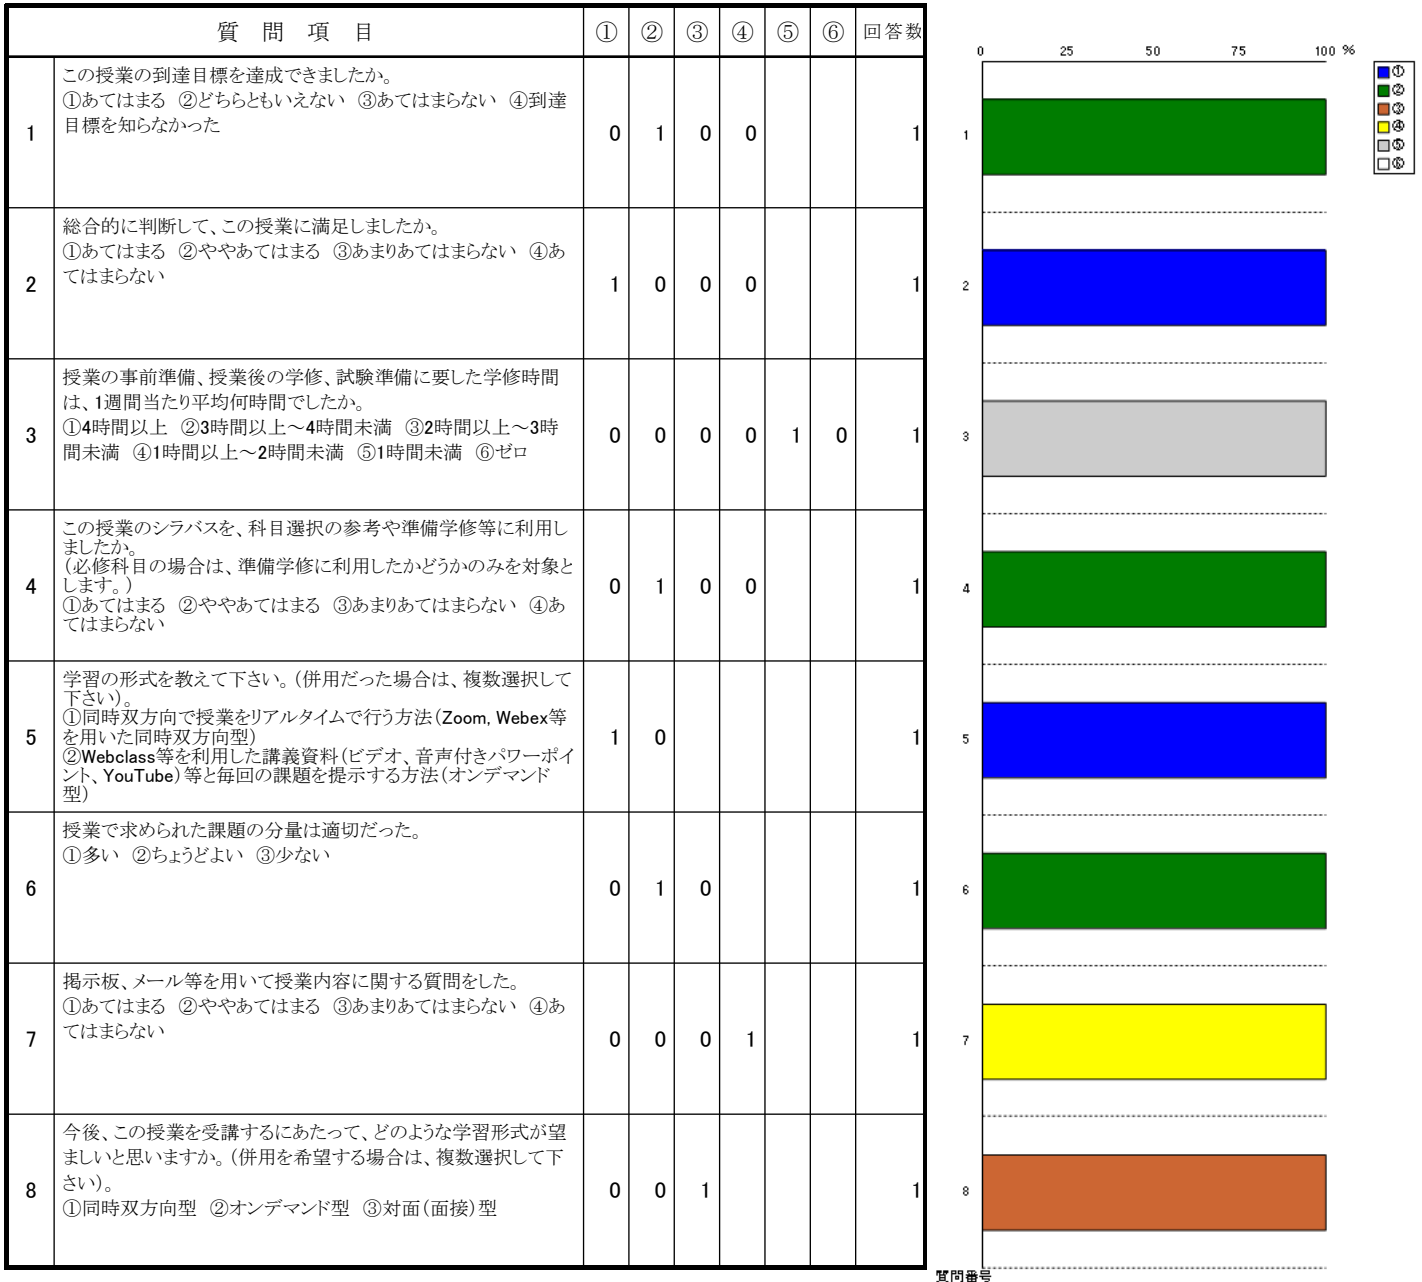 質問項目 ① ② ③ ④ ⑤ ⑥ 回答数
1
この授業の到達目標を達成できましたか。
①あてはまる ②どちらともいえない ③あてはまらない ④到達
目標を知らなかった
0 1 0 0 1
2
総合的に判断して、この授業に満足しましたか。
①あてはまる ②ややあてはまる ③あまりあてはまらない ④あ
てはまらない
1 0 0 0 1
3
授業の事前準備、授業後の学修、試験準備に要した学修時間
は、1週間当たり平均何時間でしたか。
①4時間以上 ②3時間以上～4時間未満 ③2時間以上～3時
間未満 ④1時間以上～2時間未満 ⑤1時間未満 ⑥ゼロ
0 0 0 0 1 0 1
4
この授業のシラバスを、科目選択の参考や準備学修等に利用し
ましたか。
(必修科目の場合は、準備学修に利用したかどうかのみを対象と
します。)
①あてはまる ②ややあてはまる ③あまりあてはまらない ④あ
てはまらない
0 1 0 0 1
5
学習の形式を教えて下さい。(併用だった場合は、複数選択して
下さい)。
①同時双方向で授業をリアルタイムで行う方法(Zoom, Webex等
を用いた同時双方向型)
②Webclass等を利用した講義資料(ビデオ、音声付きパワーポイ
ント、YouTube)等と毎回の課題を提示する方法(オンデマンド
型)
1 0 1
6
授業で求められた課題の分量は適切だった。
①多い ②ちょうどよい ③少ない
0 1 0 1
7
掲示板、メール等を用いて授業内容に関する質問をした。
①あてはまる ②ややあてはまる ③あまりあてはまらない ④あ
てはまらない
0 0 0 1 1
8
今後、この授業を受講するにあたって、どのような学習形式が望
ましいと思いますか。(併用を希望する場合は、複数選択して下
さい)。
①同時双方向型 ②オンデマンド型 ③対面(面接)型
0 0 1 1
0 25 50 75 100 %
1
2
3
4
5
6
7
8
質問番号
①
②
③
④
⑤
⑥